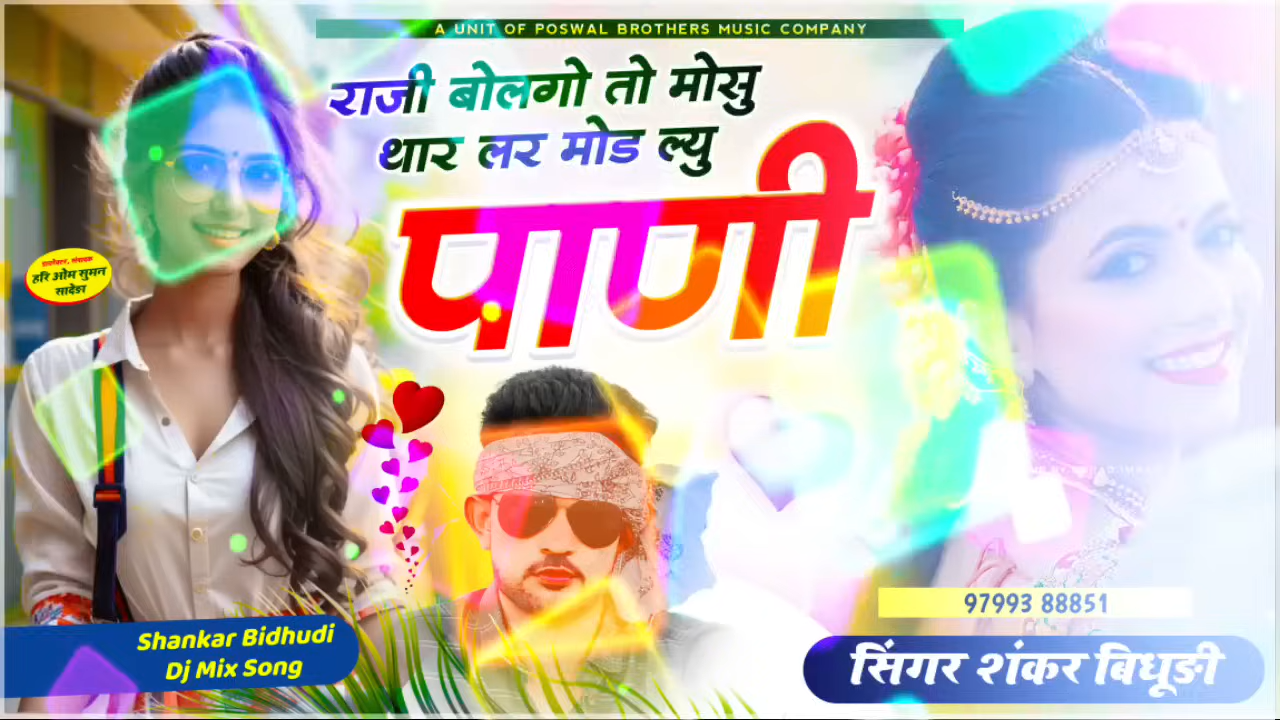 A UNIT OF POSWAL BROTHERS MUSIC COMPANY
राजी बोलगो तो मोसु
थार लर मोड ल्यु
पाणी
हरि ओम सुमन
सादेडा
97993 88851
Shankar Bidhudi
Dj Mix Song
सिंगर शंकर बिधूडी